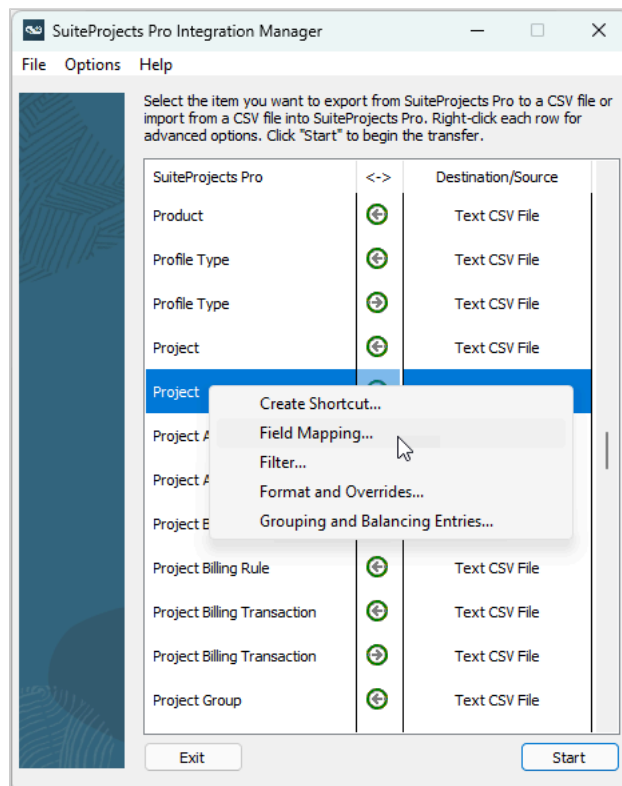 SuiteProjects Pro Integration Manager
File Options Help
Select the item you want to export from SuiteProjects Pro to a CSV file or
import from a CSV file into SuiteProjects Pro. Right-click each row for
advanced options. Click "Start" to begin the transfer.
SuiteProjects Pro <-> Destination/Source
Product Text CSV File
Profile Type Text CSV File
Profile Type Text CSV File
Project Text CSV File
Project
Create Shortcut...
Project A
Field Mapping...
Filter...
Project A
Format and Overrides...
Project B
Grouping and Balancing Entries...
Project Billing Rule Text CSV File
Project Billing Transaction Text CSV File
Project Billing Transaction Text CSV File
Project Group Text CSV File
Exit Start